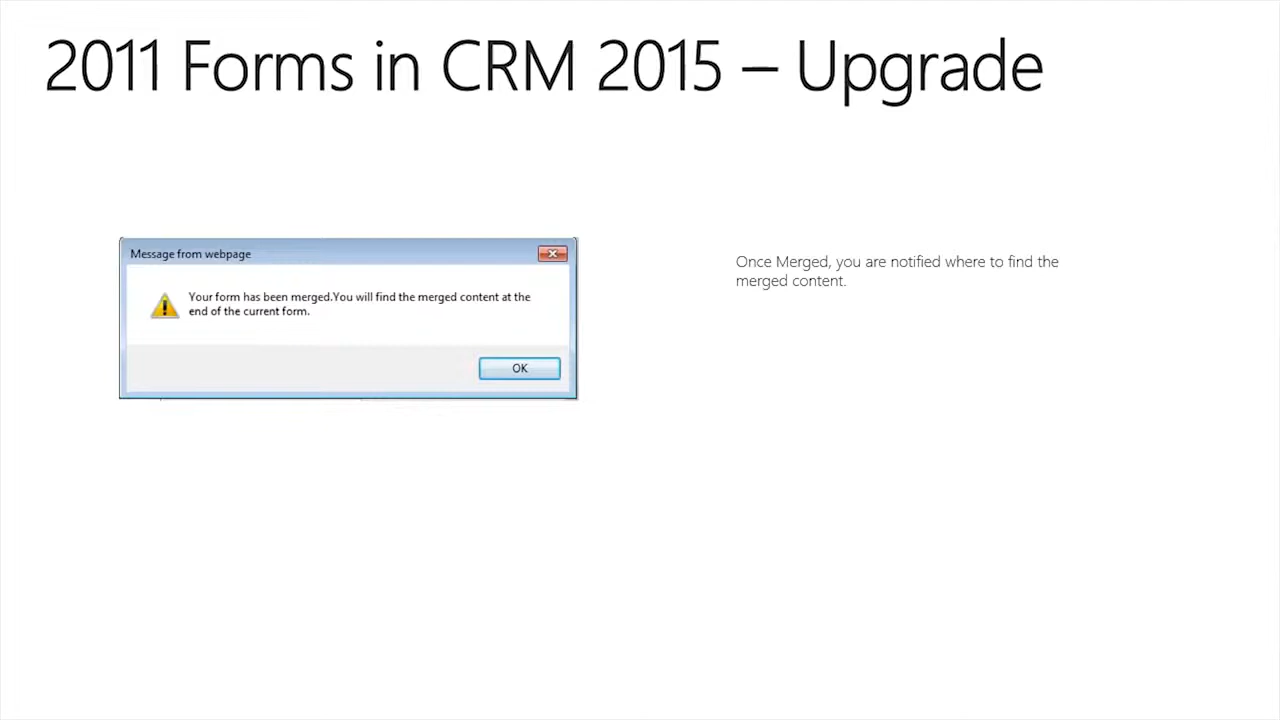 2011 Forms in CRM 2015 – Upgrade
Message from webpage
Your form has been merged.You will find the merged content at the
end of the current form.
OK
Once Merged, you are notified where to find the
merged content.